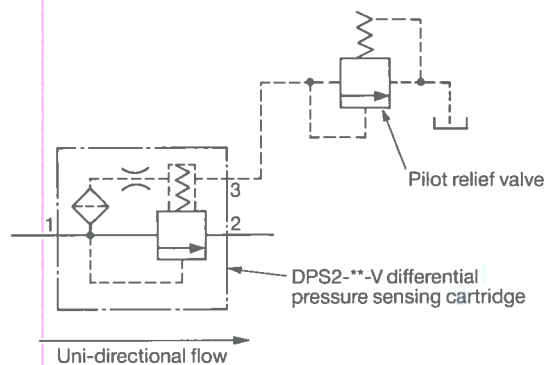 Pilot relief valve
3
1
2
DPS2-**-V differential
pressure sensing cartridge
Uni-directional flow